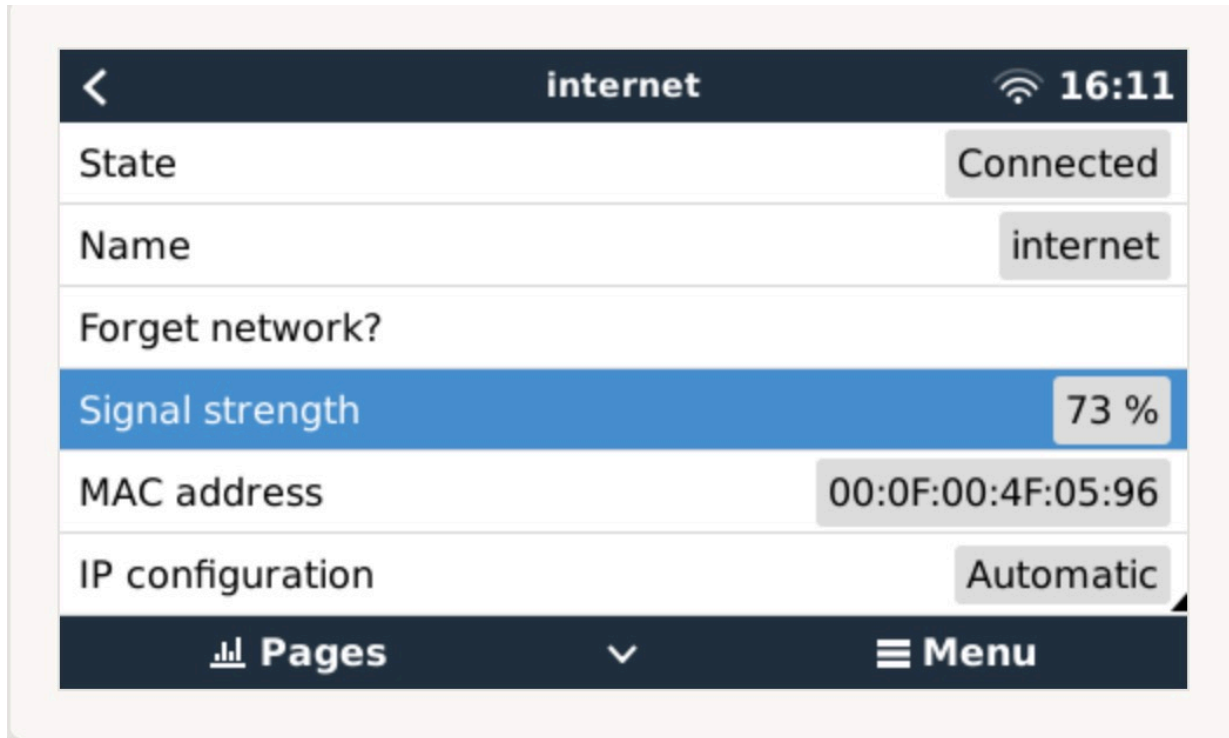 internet 16:11
State Connected
Name internet
Forget network?
Signal strength 73 %
MAC address 00:0F:00:4F:05:96
IP configuration Automatic
Pages Menu